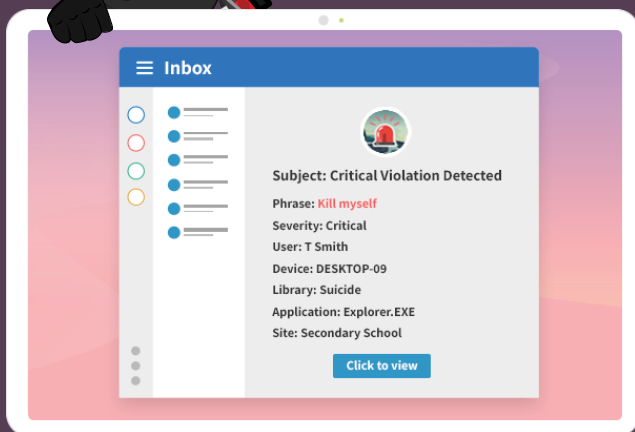 Inbox
Subject: Critical Violation Detected
Phrase: Kill myself
Severity: Critical
User: T Smith
Device: DESKTOP-09
Library: Suicide
Application: Explorer.EXE
Site: Secondary School
Click to view